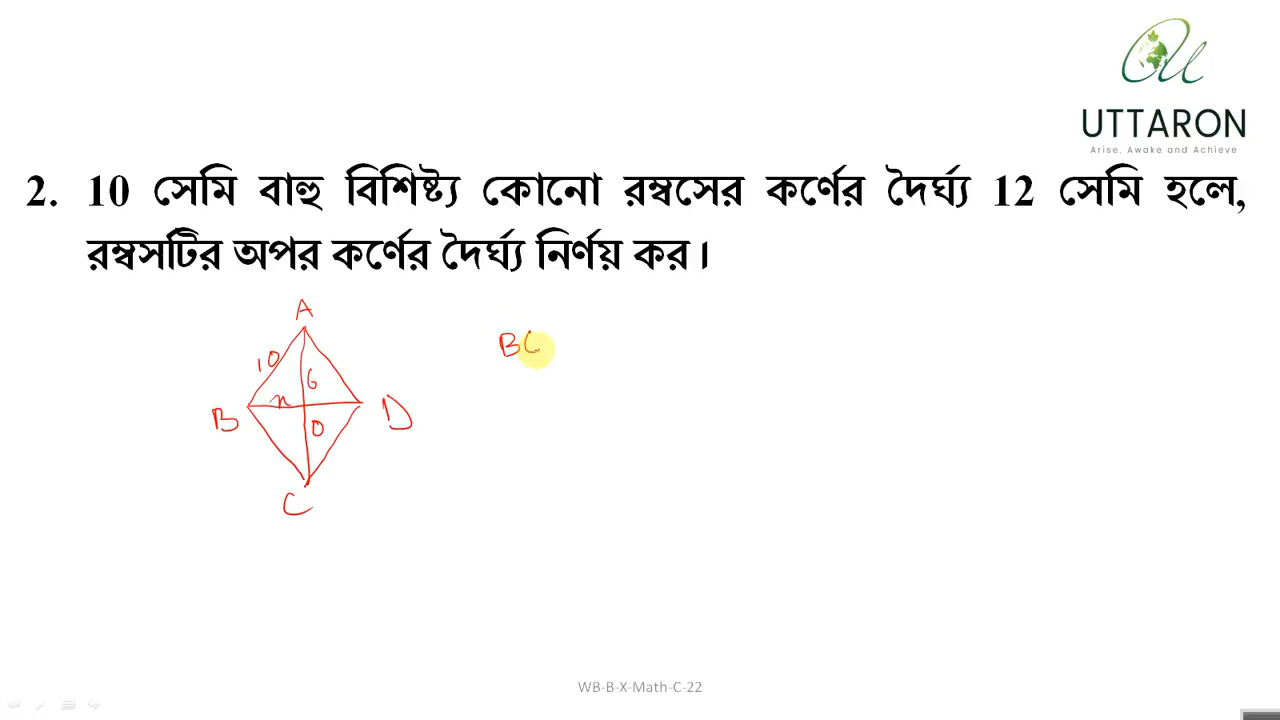 UTTARON
Arise, Awake and Achieve
2. 10 সেমি বাহু বিশিষ্ট্য কোনো রম্বসের কর্ণের দৈর্ঘ্য 12 সেমি হলে,
রম্বসটির অপর কর্ণের দৈর্ঘ্য নির্ণয় কর।
A
10
6
B
x
O
D
C
WB-B-X-Math-C-22